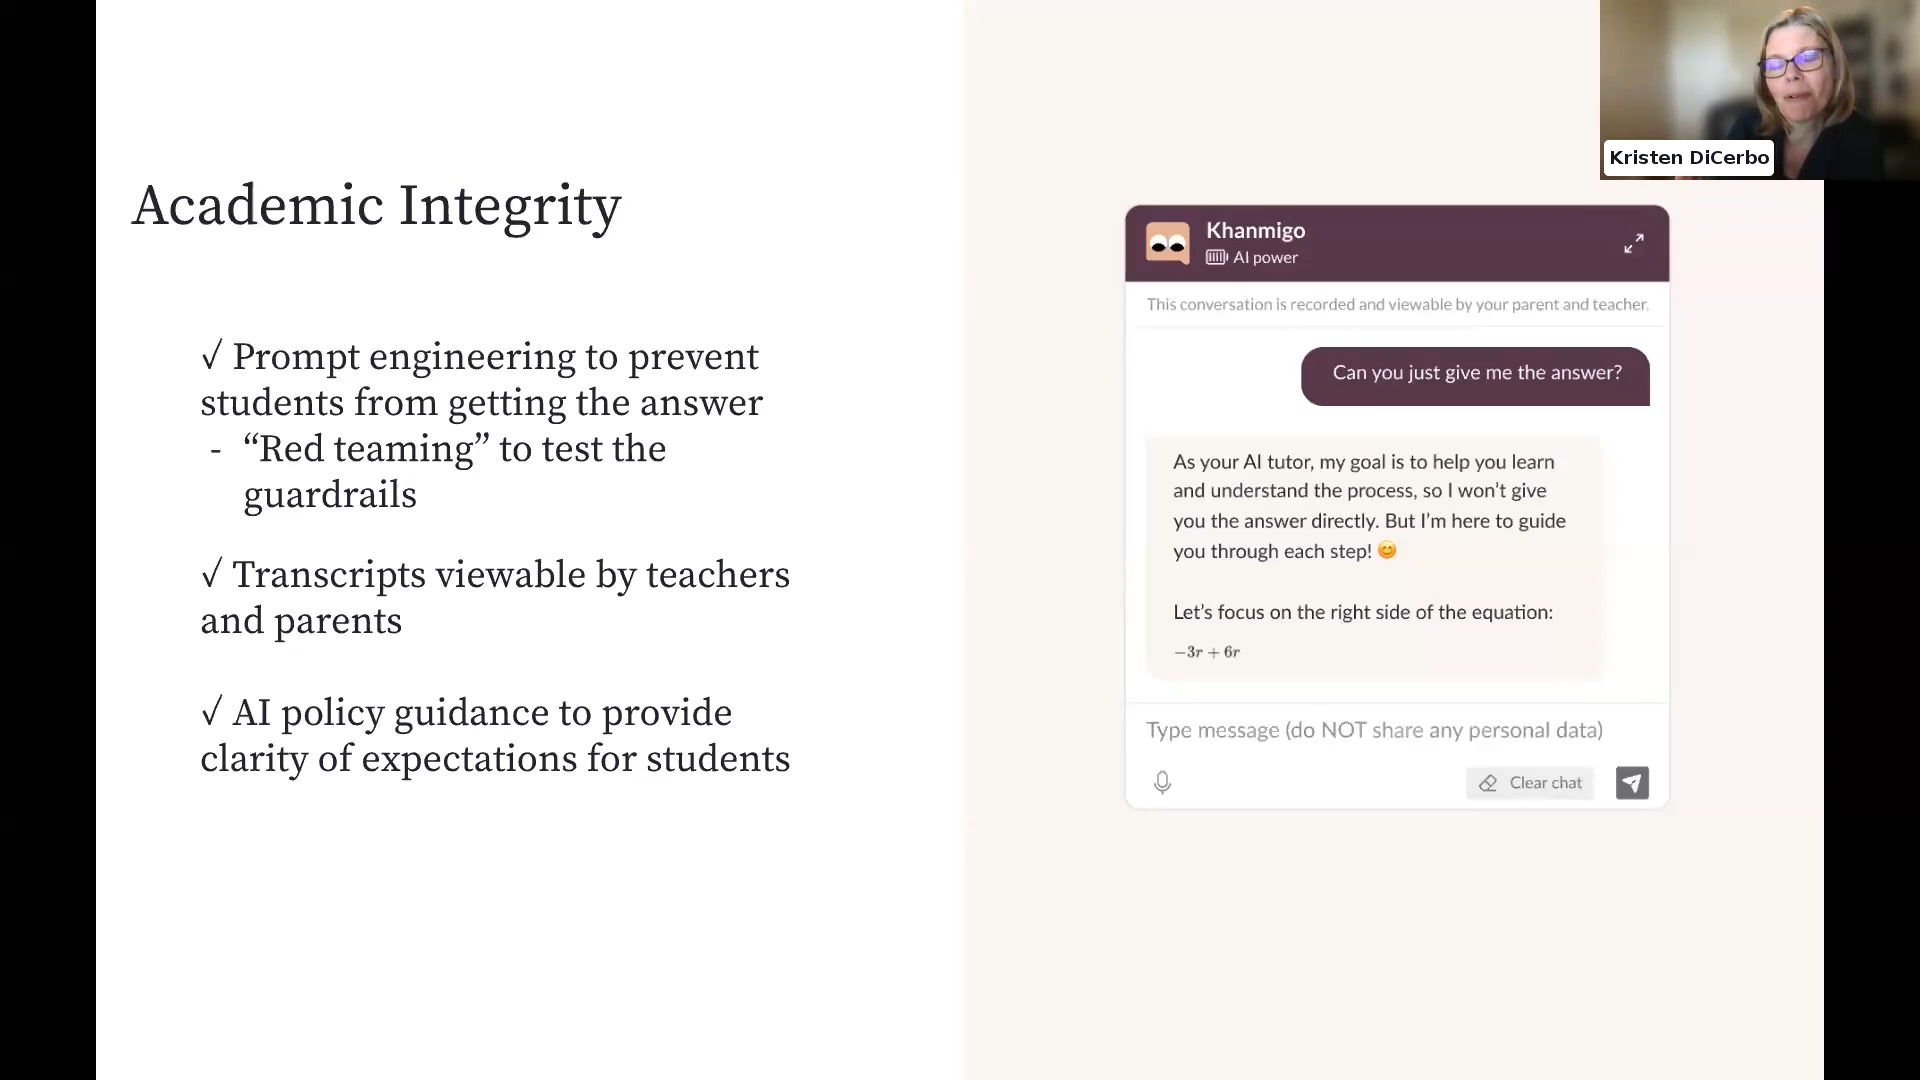 Academic Integrity
✓ Prompt engineering to prevent
students from getting the answer
- “Red teaming” to test the
guardrails
✓ Transcripts viewable by teachers
and parents
✓ AI policy guidance to provide
clarity of expectations for students
Kristen DiCerbo
Khanmigo
AI power
This conversation is recorded and viewable by your parent and teacher.
Can you just give me the answer?
As your AI tutor, my goal is to help you learn
and understand the process, so I won’t give
you the answer directly. But I’m here to guide
you through each step! 😊
Let’s focus on the right side of the equation:
−3r + 6r
Type message (do NOT share any personal data)
Clear chat